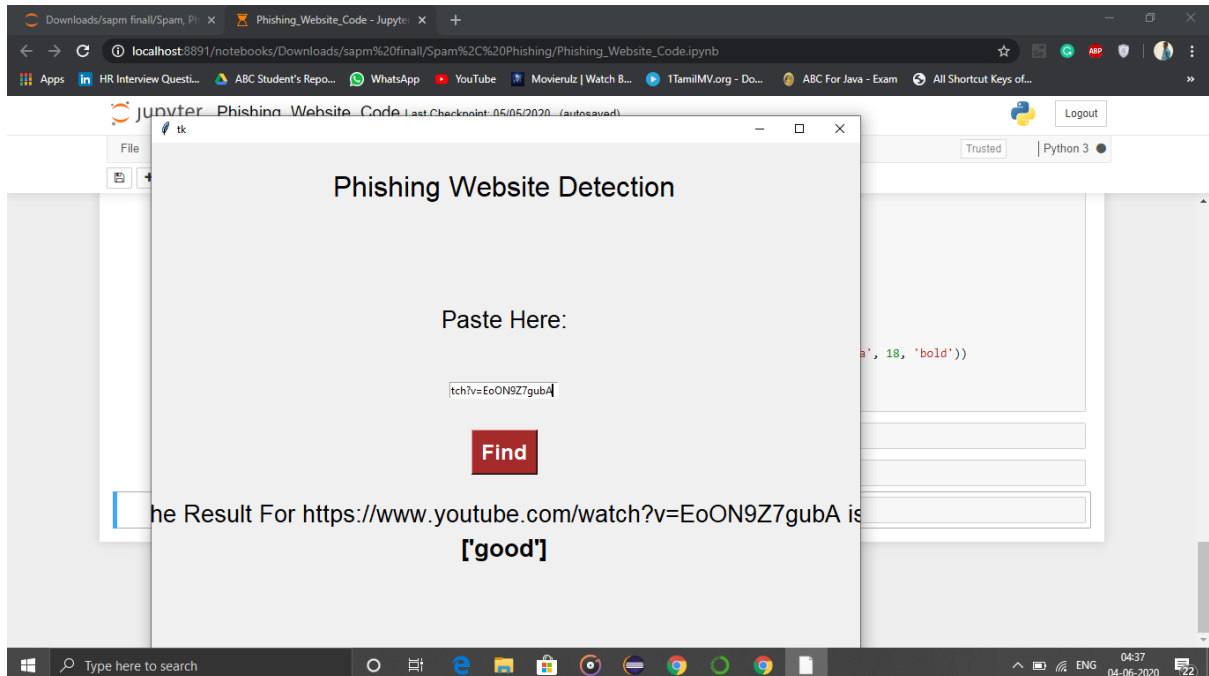 Downloads/sapm finall/Spam, Ph
Phishing_Website_Code - Jupyter
localhost:8891/notebooks/Downloads/sapm%20finall/Spam%2C%20Phishing/Phishing_Website_Code.ipynb
ABP
Apps HR Interview Questi... ABC Student's Repo... WhatsApp YouTube Movierulz | Watch B... 1TamilMV.org - Do... ABC For Java - Exam All Shortcut Keys of... »
jupyter Phishing_Website_Code Last Checkpoint: 05/05/2020 (autosaved) Logout
tk
File Trusted Python 3
Phishing Website Detection
Paste Here:
a', 18, 'bold'))
tch?v=EoON9Z7gubA
Find
he Result For https://www.youtube.com/watch?v=EoON9Z7gubA is
['good']
Type here to search
ENG
04:37
04-06-2020
22